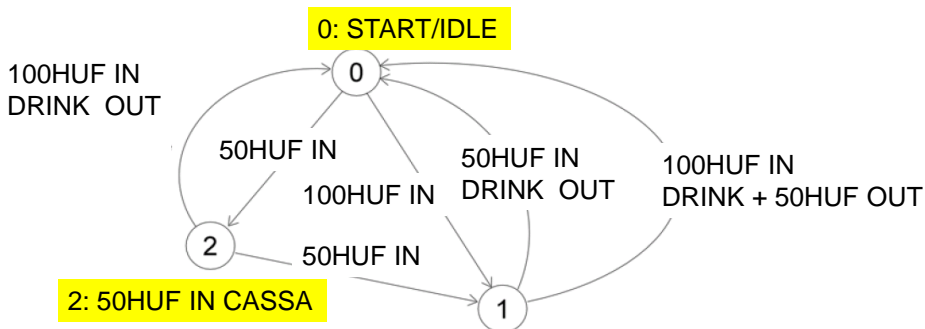 0: START/IDLE
0
100HUF IN
DRINK OUT
50HUF IN
100HUF IN
50HUF IN
DRINK OUT
100HUF IN
DRINK + 50HUF OUT
2
50HUF IN
2: 50HUF IN CASSA
1